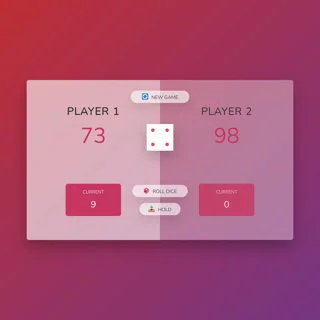 NEW GAME
PLAYER 1
PLAYER 2
73
98
ROLL DICE
CURRENT
CURRENT
9
0
HOLD